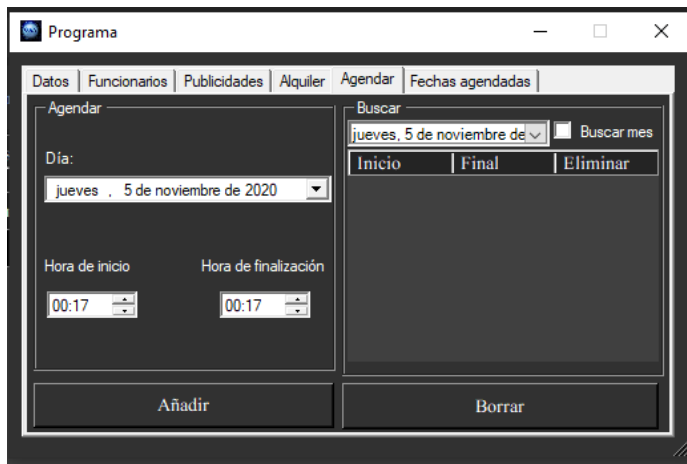 Programa
Datos Funcionarios Publicidades Alquiler Agendar Fechas agendadas
Agendar
Día:
jueves , 5 de noviembre de 2020
Hora de inicio Hora de finalización
00:17 00:17
Añadir
Buscar
jueves, 5 de noviembre de Buscar mes
Inicio Final Eliminar
Borrar